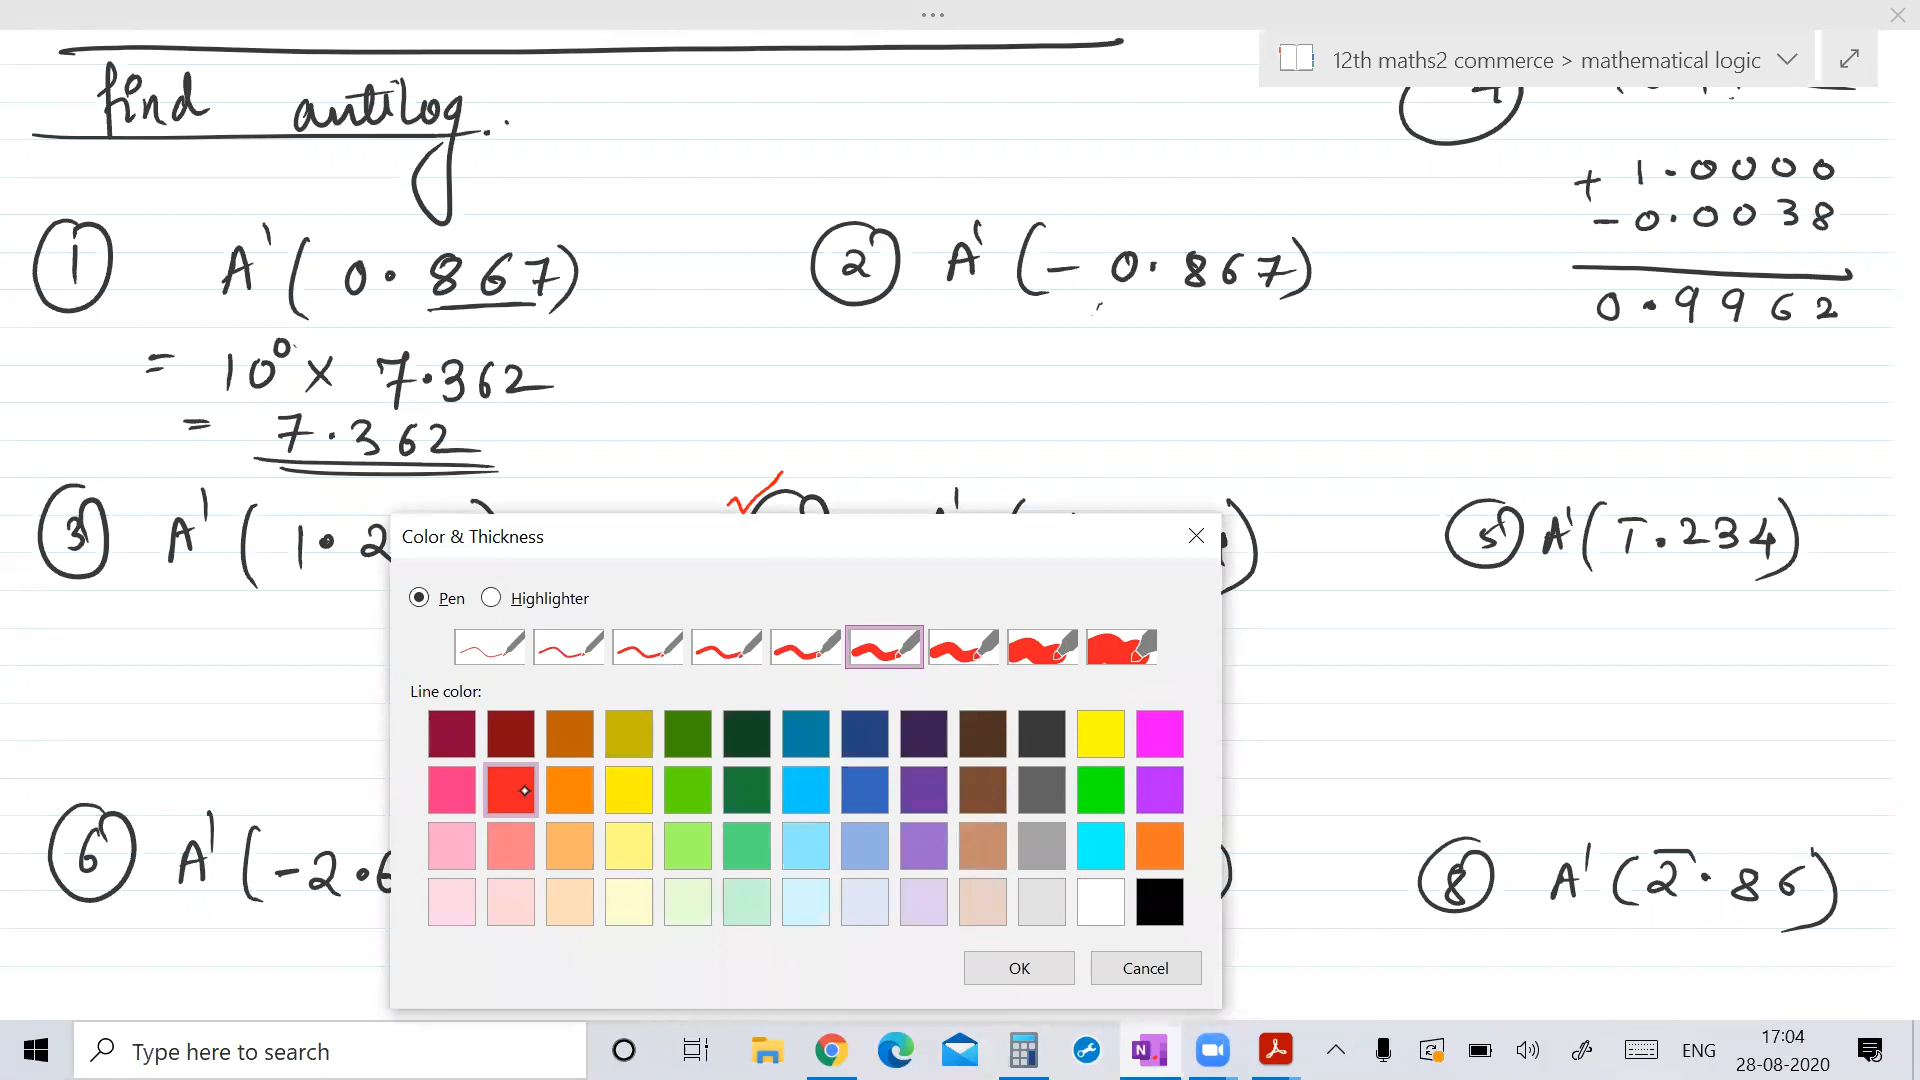 12th maths2 commerce > mathematical logic
find antilog..
+ 1.0000
- 0.0038
0.9962
1 A'(0.867)
= 10⁰ × 7.362
= 7.362
2 A'(-0.867)
3 A'(1.2
5 A'(T.234)
6 A'(-2.6
8 A'(2̅.86)
Color & Thickness
Pen Highlighter
Line color:
OK Cancel
Type here to search
ENG
17:04
28-08-2020